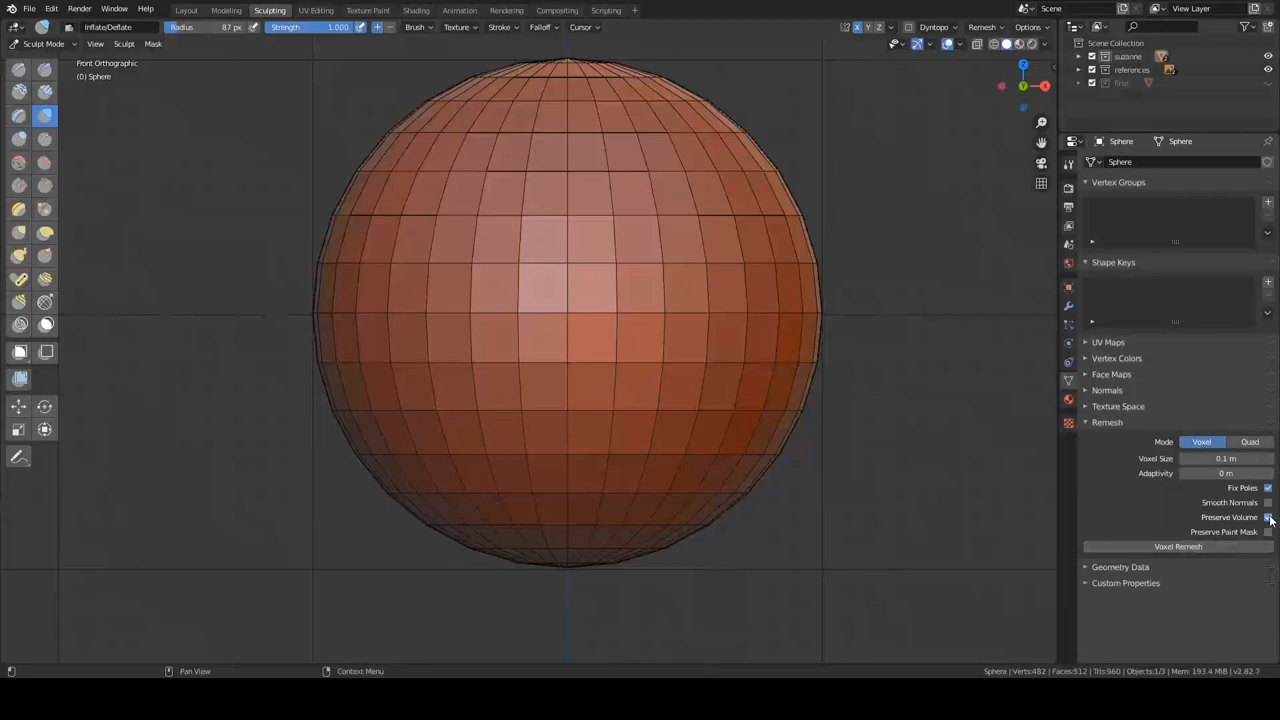 File Edit Render Window Help Layout Modeling Sculpting UV Editing Texture Paint Shading Animation Rendering Compositing Scripting + Scene View Layer
Inflate/Deflate Radius 87 px Strength 1.000 Brush Texture Stroke Falloff Cursor X Y Z Dyntopo Remesh Options
Sculpt Mode View Sculpt Mask
Scene Collection
Front Orthographic
(0) Sphere
suzanne
references
final
Z
Y
X
Sphere Sphere
Sphere
Vertex Groups
Shape Keys
UV Maps
Vertex Colors
Face Maps
Normals
Texture Space
Remesh
Mode Voxel Quad
Voxel Size 0.1 m
Adaptivity 0 m
Fix Poles
Smooth Normals
Preserve Volume
Preserve Paint Mask
Voxel Remesh
Geometry Data
Custom Properties
Pan View Context Menu Sphere | Verts:482 | Faces:512 | Tris:960 | Objects:1/3 | Mem: 193.4 MiB | v2.82.7